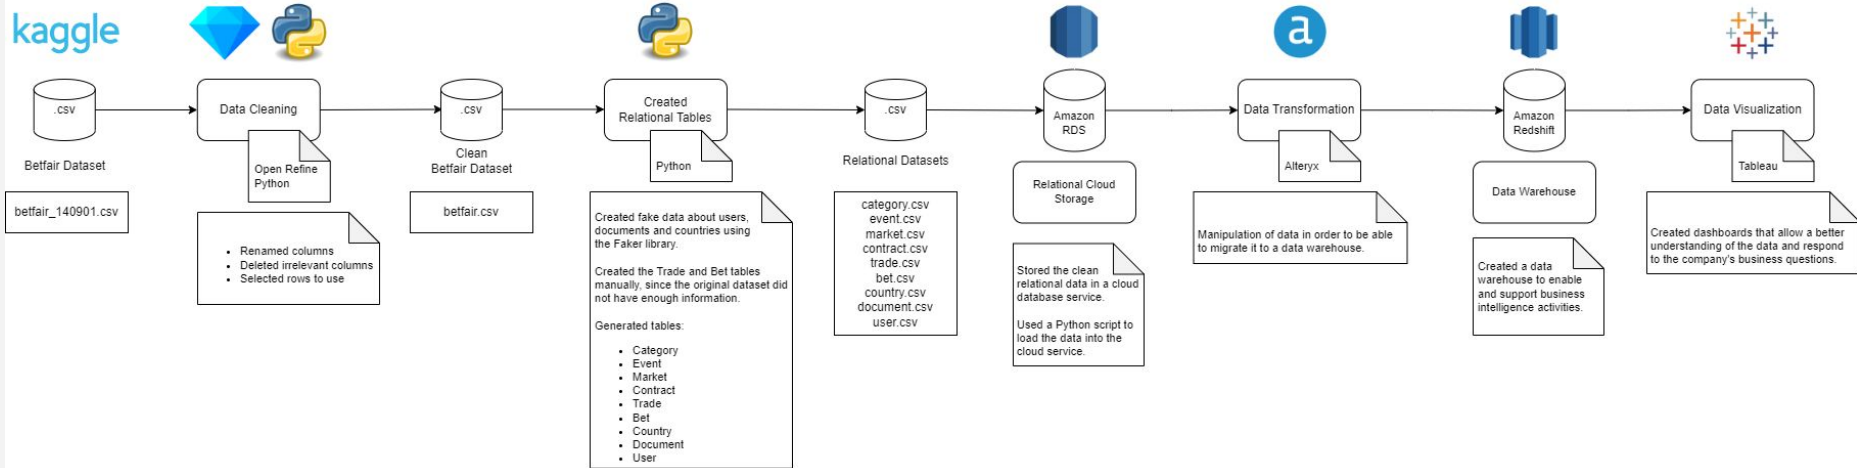 kaggle
a
.csv
Betfair Dataset
betfair_140901.csv
Data Cleaning
Open Refine
Python
• Renamed columns
• Deleted irrelevant columns
• Selected rows to use
.csv
Clean
Betfair Dataset
betfair.csv
Created
Relational Tables
Python
Created fake data about users,
documents and countries using
the Faker library.
Created the Trade and Bet tables
manually, since the original dataset did
not have enough information.
Generated tables:
• Category
• Event
• Market
• Contract
• Trade
• Bet
• Country
• Document
• User
.csv
Relational Datasets
category.csv
event.csv
market.csv
contract.csv
trade.csv
bet.csv
country.csv
document.csv
user.csv
Amazon
RDS
Relational Cloud
Storage
Stored the clean
relational data in a cloud
database service.
Used a Python script to
load the data into the
cloud service.
Data Transformation
Alteryx
Manipulation of data in order to be able
to migrate it to a data warehouse.
Amazon
Redshift
Data Warehouse
Created a data
warehouse to enable
and support business
intelligence activities.
Data Visualization
Tableau
Created dashboards that allow a better
understanding of the data and respond
to the company's business questions.